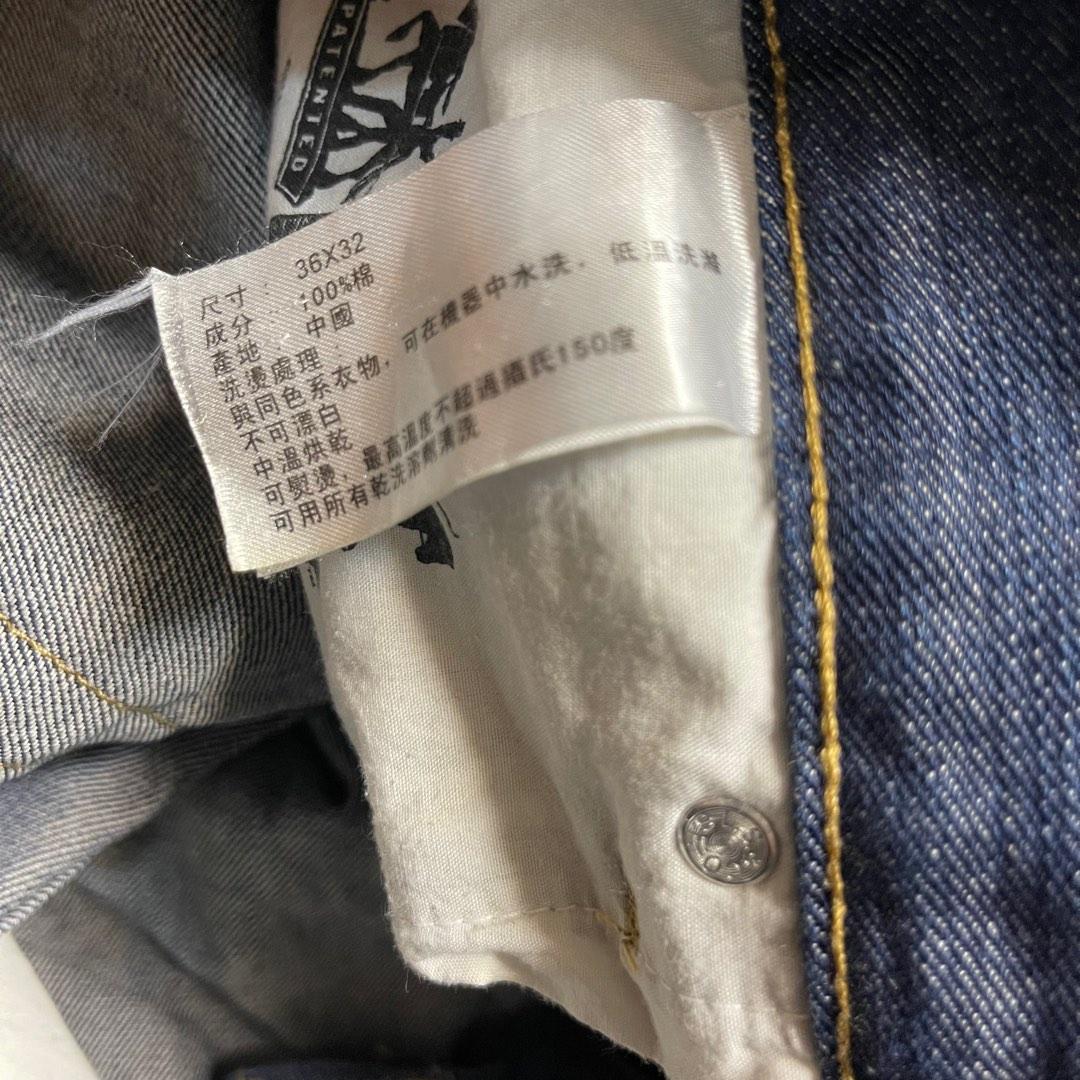 PATENTED
尺寸： 36X32
成分： 100%棉
產地： 中國
洗燙處理：
與同色系衣物，可在機器中水洗．低溫洗滌
不可漂白
中溫烘乾
可熨燙，最高溫度不超過攝氏150度
可用所有乾洗溶劑清洗